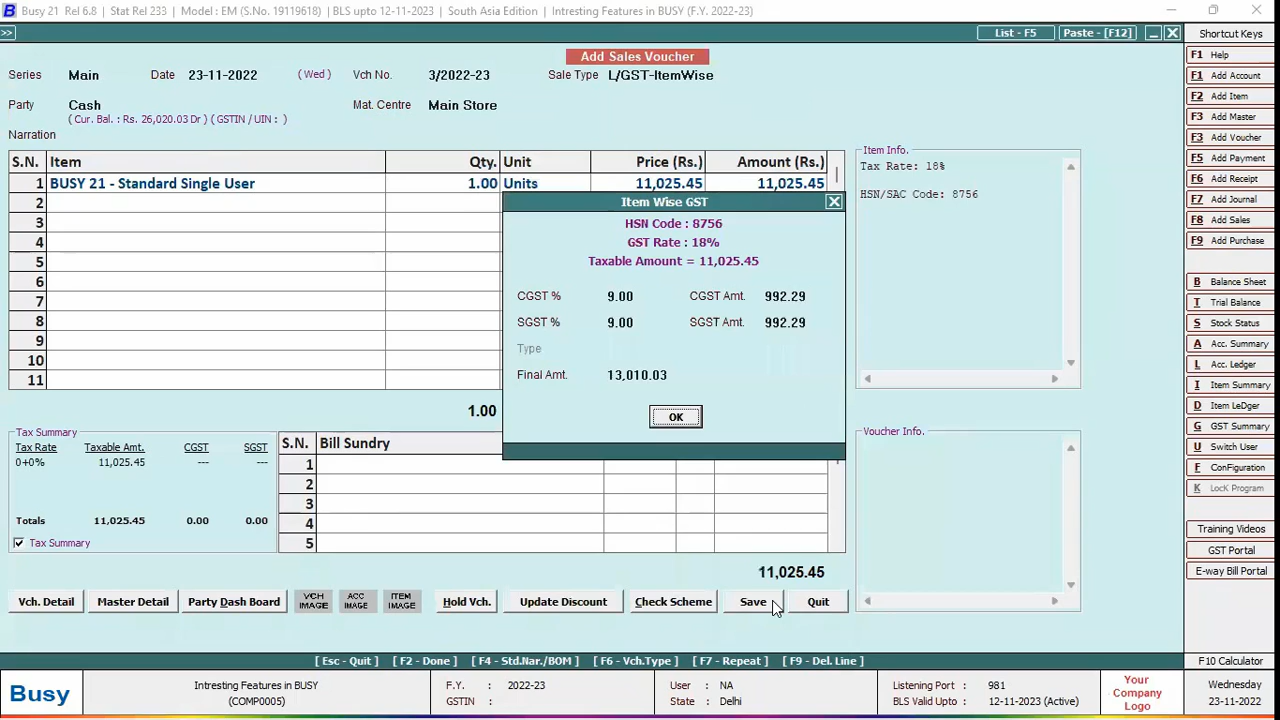 Busy 21 Rel 6.8 | Stat Rel 233 | Model : EM (S.No. 19119618) | BLS upto 12-11-2023 | South Asia Edition | Intresting Features in BUSY (F.Y. 2022-23)
>> List - F5 Paste - [F12]
Shortcut Keys
Add Sales Voucher
Series Main Date 23-11-2022 (Wed) Vch No. 3/2022-23 Sale Type L/GST-ItemWise
Party Cash Mat. Centre Main Store
( Cur. Bal. : Rs. 26,020.03 Dr ) ( GSTIN / UIN : )
Narration
S.N. Item Qty. Unit Price (Rs.) Amount (Rs.)
1 BUSY 21 - Standard Single User 1.00 Units 11,025.45 11,025.45
2
3
4
5
6
7
8
9
10
11
1.00
Item Wise GST
HSN Code : 8756
GST Rate : 18%
Taxable Amount = 11,025.45
CGST % 9.00 CGST Amt. 992.29
SGST % 9.00 SGST Amt. 992.29
Type
Final Amt. 13,010.03
OK
Item Info.
Tax Rate: 18%
HSN/SAC Code: 8756
Tax Summary
Tax Rate Taxable Amt. CGST SGST
0+0% 11,025.45 --- ---
Totals 11,025.45 0.00 0.00
Tax Summary
S.N. Bill Sundry
1
2
3
4
5
11,025.45
Voucher Info.
Vch. Detail Master Detail Party Dash Board VCH IMAGE ACC IMAGE ITEM IMAGE Hold Vch. Update Discount Check Scheme Save Quit
F1 Help
F1 Add Account
F2 Add Item
F3 Add Master
F3 Add Voucher
F5 Add Payment
F6 Add Receipt
F7 Add Journal
F8 Add Sales
F9 Add Purchase
B Balance Sheet
T Trial Balance
S Stock Status
A Acc. Summary
L Acc. Ledger
I Item Summary
D Item LeDger
G GST Summary
U Switch User
F ConFiguration
K LocK Program
Training Videos
GST Portal
E-way Bill Portal
[ Esc - Quit ] [ F2 - Done ] [ F4 - Std.Nar./BOM ] [ F6 - Vch.Type ] [ F7 - Repeat ] [ F9 - Del. Line ]
F10 Calculator
Busy
Intresting Features in BUSY
(COMP0005)
F.Y. : 2022-23
GSTIN :
User : NA
State : Delhi
Listening Port : 981
BLS Valid Upto : 12-11-2023 (Active)
Your
Company
Logo
Wednesday
23-11-2022